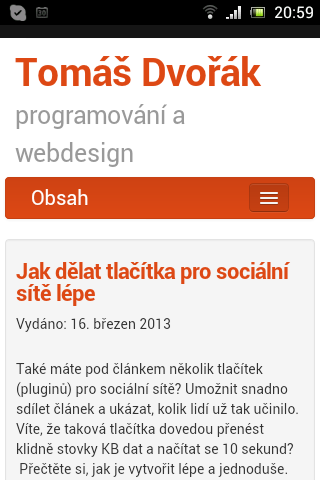 20:59
Tomáš Dvořák
programování a
webdesign
Obsah
Jak dělat tlačítka pro sociální
sítě lépe
Vydáno: 16. březen 2013
Také máte pod článkem několik tlačítek
(pluginů) pro sociální sítě? Umožnit snadno
sdílet článek a ukázat, kolik lidí už tak učinilo.
Víte, že taková tlačítka dovedou přenést
klidně stovky KB dat a načítat se 10 sekund?
Přečtěte si, jak je vytvořit lépe a jednoduše.